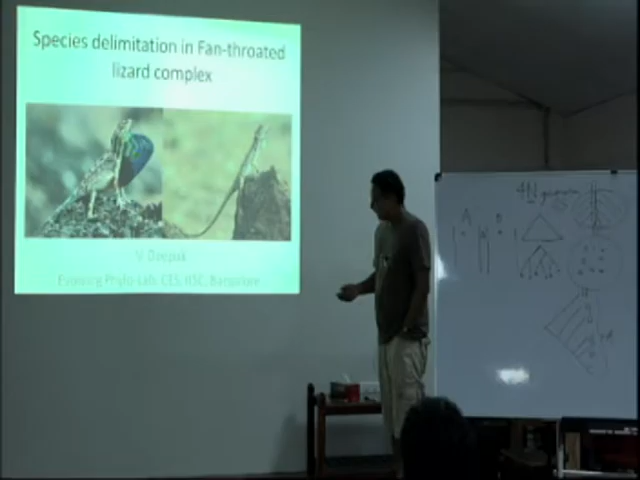 Species delimitation in Fan-throated
lizard complex
V. Deepak
Evolving Phylo Lab, CES, IISC, Bangalore
A
B